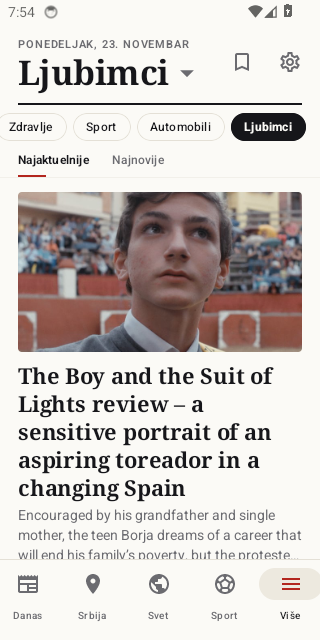 7:54
PONEDELJAK, 23. NOVEMBAR
Ljubimci
Zdravlje
Sport
Automobili
Ljubimci
Najaktuelnije
Najnovije
The Boy and the Suit of
Lights review – a
sensitive portrait of an
aspiring toreador in a
changing Spain
Encouraged by his grandfather and single
mother, the teen Borja dreams of a career that
will end his family's poverty, but the proteste…
Danas
Srbija
Svet
Sport
Više